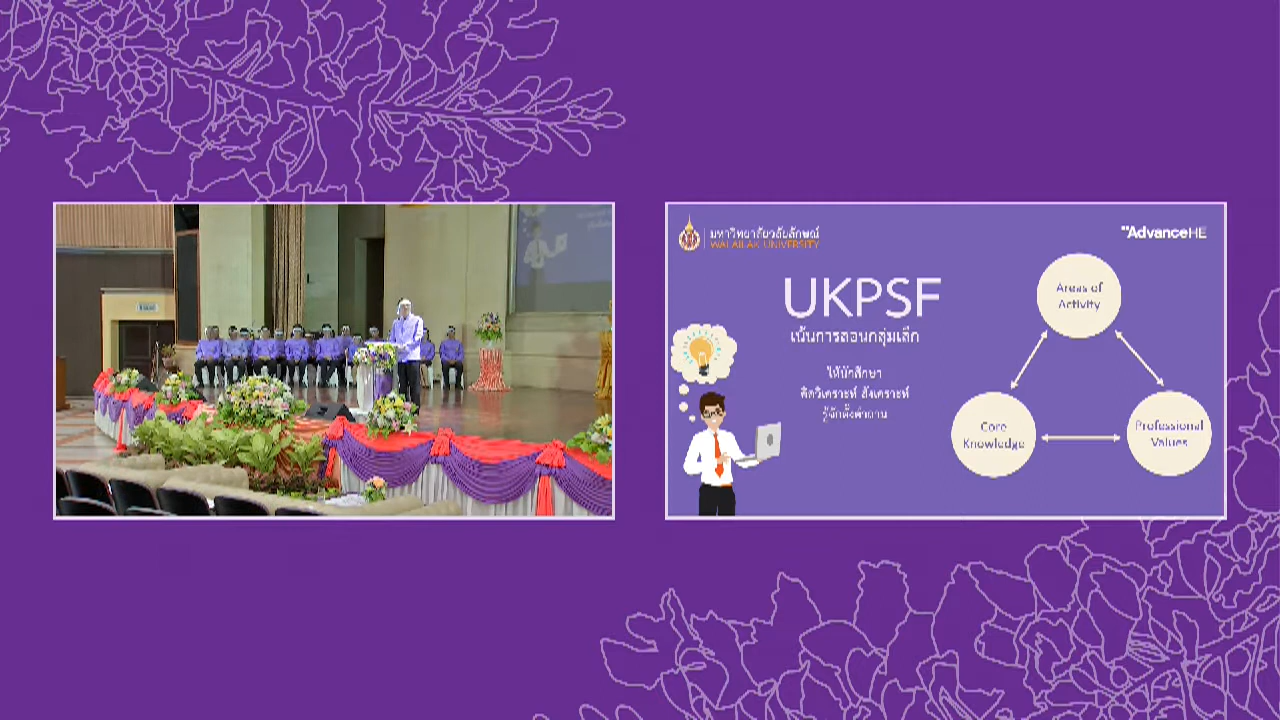 มหาวิทยาลัยวลัยลักษณ์
WALAILAK UNIVERSITY
AdvanceHE
UKPSF
เน้นการสอนกลุ่มเล็ก
ให้นักศึกษา
คิดวิเคราะห์ สังเคราะห์
รู้จักตั้งคำถาม
Areas of
Activity
Core
Knowledge
Professional
Values